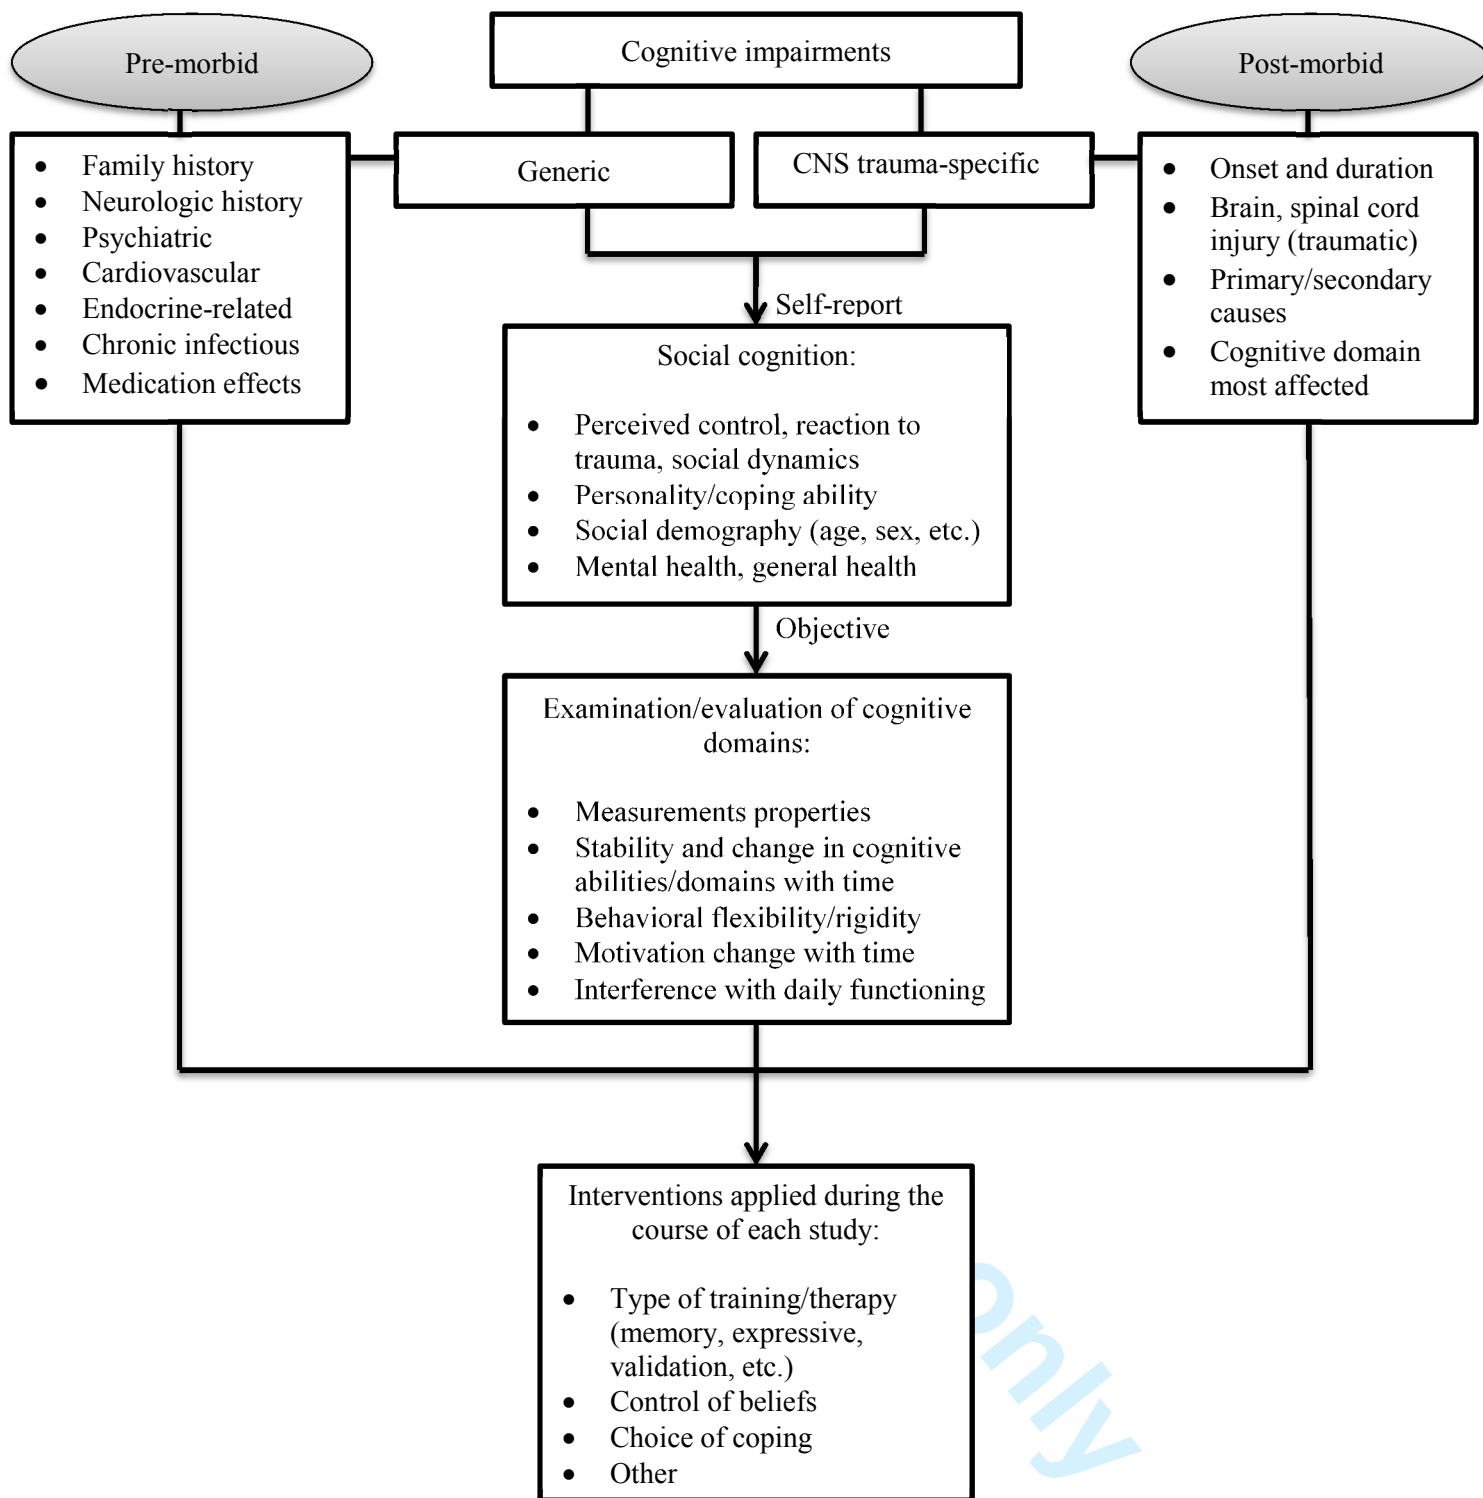 Pre-morbid
Cognitive impairments
Post-morbid
• Family history
• Neurologic history
• Psychiatric
• Cardiovascular
• Endocrine-related
• Chronic infectious
• Medication effects
Generic
CNS trauma-specific
• Onset and duration
• Brain, spinal cord
injury (traumatic)
• Primary/secondary
causes
• Cognitive domain
most affected
Self-report
Social cognition:
• Perceived control, reaction to
trauma, social dynamics
• Personality/coping ability
• Social demography (age, sex, etc.)
• Mental health, general health
Objective
Examination/evaluation of cognitive
domains:
• Measurements properties
• Stability and change in cognitive
abilities/domains with time
• Behavioral flexibility/rigidity
• Motivation change with time
• Interference with daily functioning
Interventions applied during the
course of each study:
• Type of training/therapy
(memory, expressive,
validation, etc.)
• Control of beliefs
• Choice of coping
• Other
only